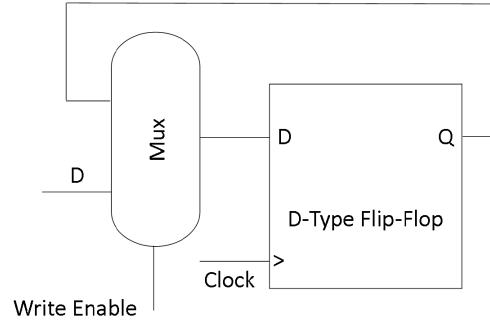 Mux
D
D
Q
D-Type Flip-Flop
>
Clock
Write Enable